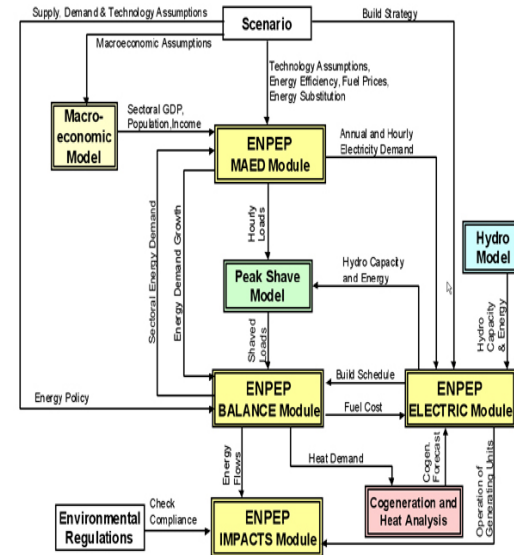 Supply, Demand & Technology Assumptions
Scenario
Build Strategy
Macroeconomic Assumptions
Technology Assumptions,
Energy Efficiency, Fuel Prices,
Energy Substitution
Macro-
economic
Model
Sectoral GDP,
Population,Income
ENPEP
MAED Module
Annual and Hourly
Electricity Demand
Sectoral Energy Demand
Energy Demand Growth
Hourly
Loads
Hydro
Model
Peak Shave
Model
Hydro Capacity
and Energy
Hydro
Capacity
& Energy
Shaved
Loads
Energy Policy
ENPEP
BALANCE Module
Build Schedule
Fuel Cost
ENPEP
ELECTRIC Module
Energy
Flows
Heat Demand
Cogen.
Forecast
Operation of
Generating Units
Cogeneration and
Heat Analysis
Environmental
Regulations
Check
Compliance
ENPEP
IMPACTS Module